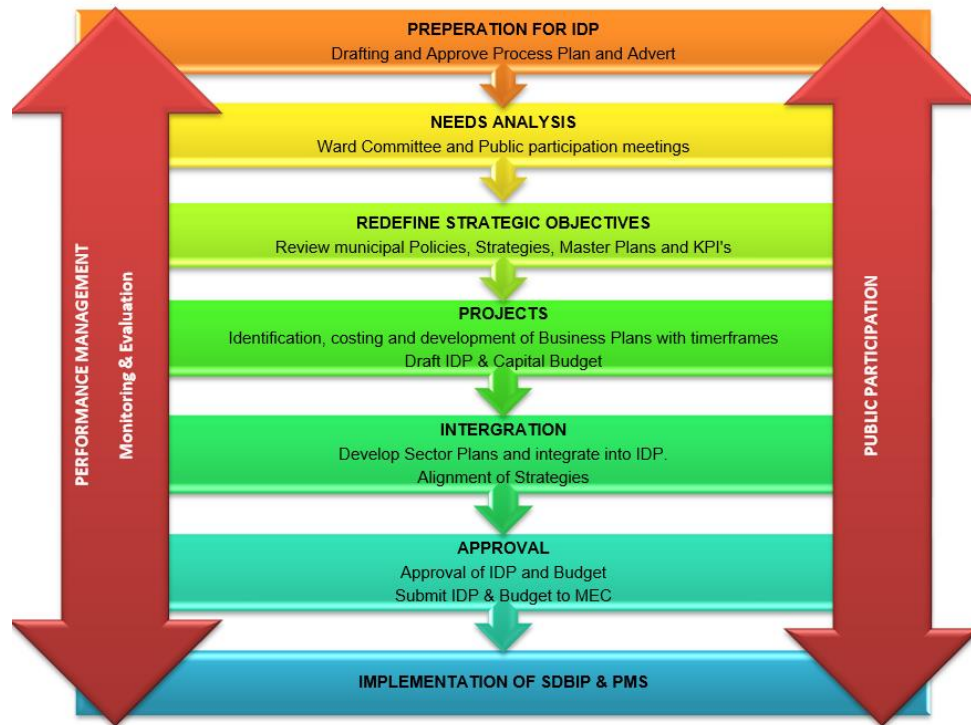 PREPERATION FOR IDP
Drafting and Approve Process Plan and Advert
NEEDS ANALYSIS
Ward Committee and Public participation meetings
REDEFINE STRATEGIC OBJECTIVES
Review municipal Policies, Strategies, Master Plans and KPI's
PROJECTS
Identification, costing and development of Business Plans with timerframes
Draft IDP & Capital Budget
INTERGRATION
Develop Sector Plans and integrate into IDP.
Alignment of Strategies
APPROVAL
Approval of IDP and Budget
Submit IDP & Budget to MEC
IMPLEMENTATION OF SDBIP & PMS
PERFORMANCE MANAGEMENT
Monitoring & Evaluation
PUBLIC PARTICIPATION